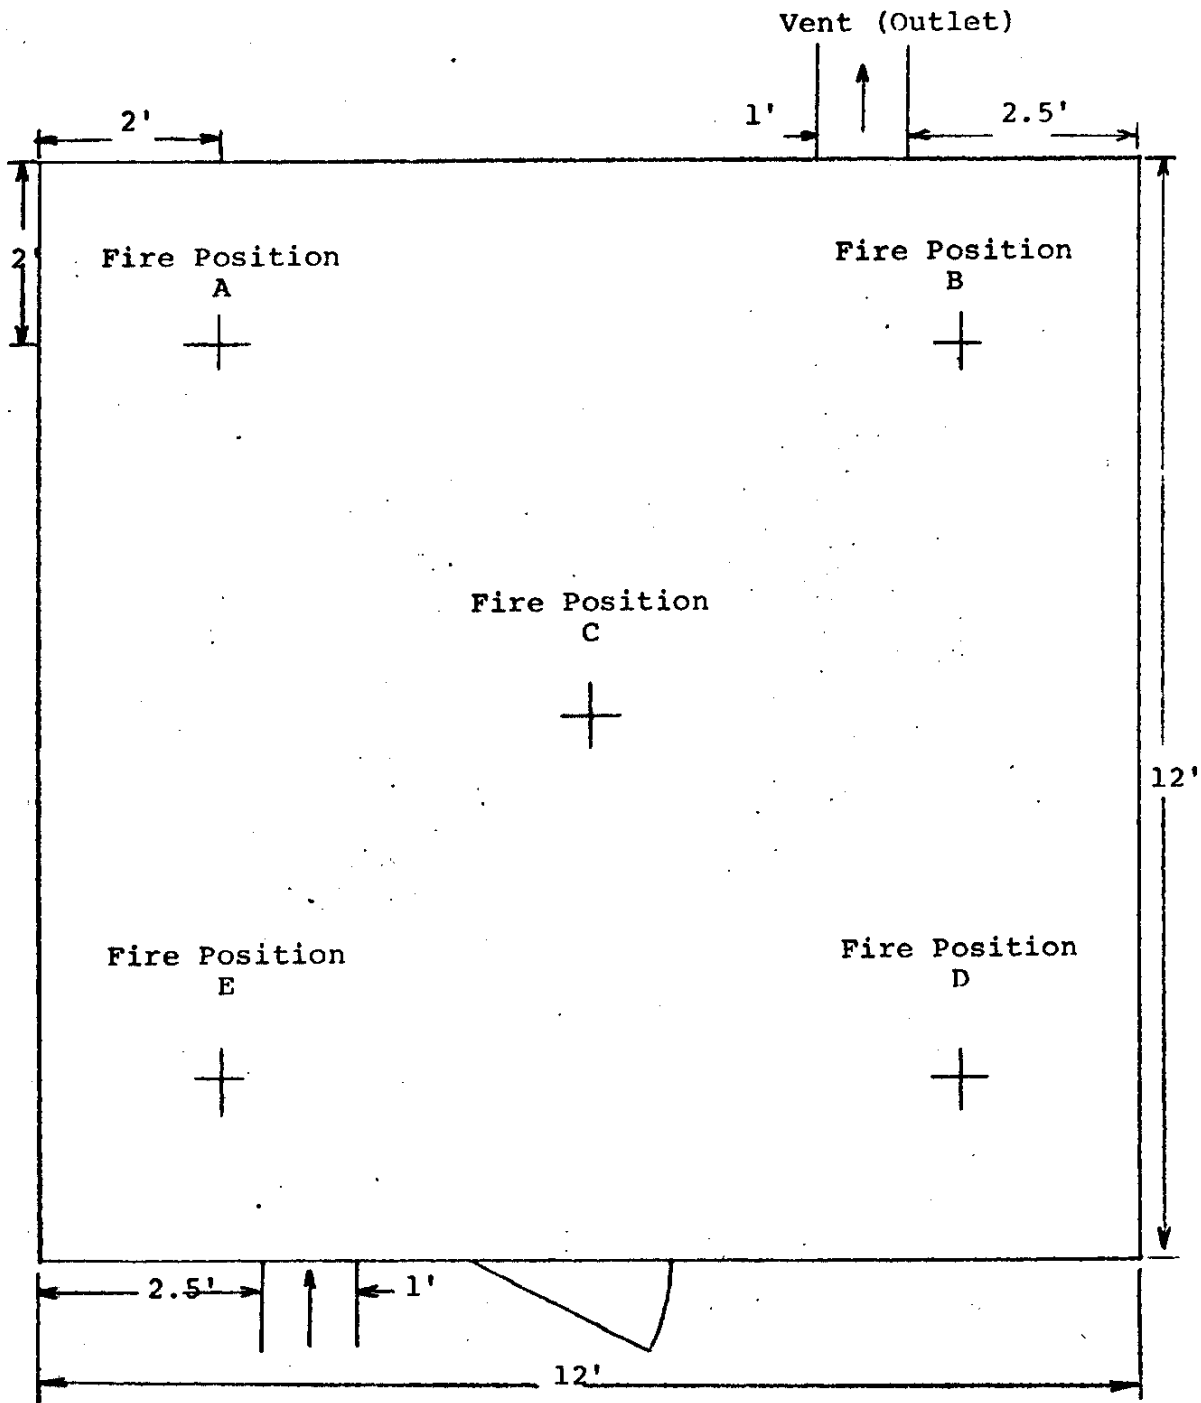 Vent (Outlet)
2'
1'
2.5'
2'
Fire Position
A
Fire Position
B
Fire Position
C
12'
Fire Position
E
Fire Position
D
2.5'
1'
12'